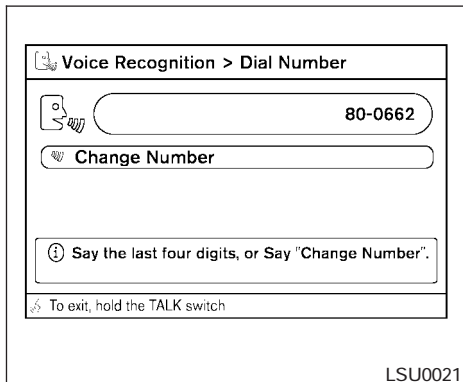 Voice Recognition > Dial Number
80-0662
Change Number
Say the last four digits, or Say "Change Number".
To exit, hold the TALK switch
LSU0021